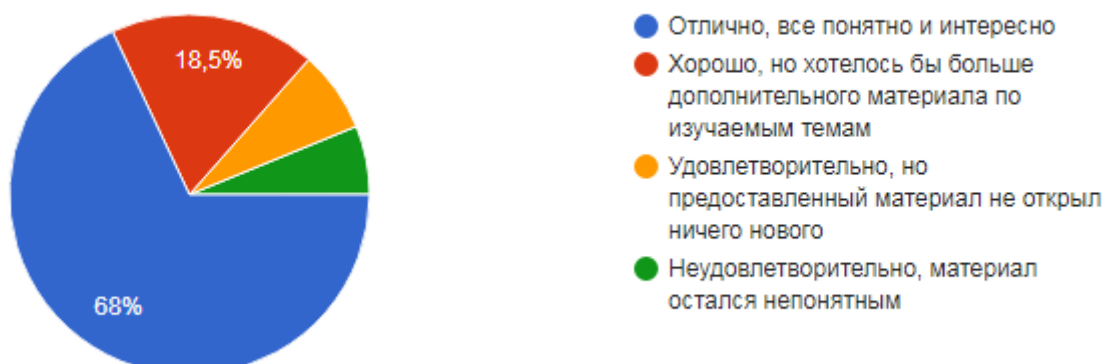 18,5%
68%
Отлично, все понятно и интересно
Хорошо, но хотелось бы больше
дополнительного материала по
изучаемым темам
Удовлетворительно, но
предоставленный материал не открыл
ничего нового
Неудовлетворительно, материал
остался непонятным